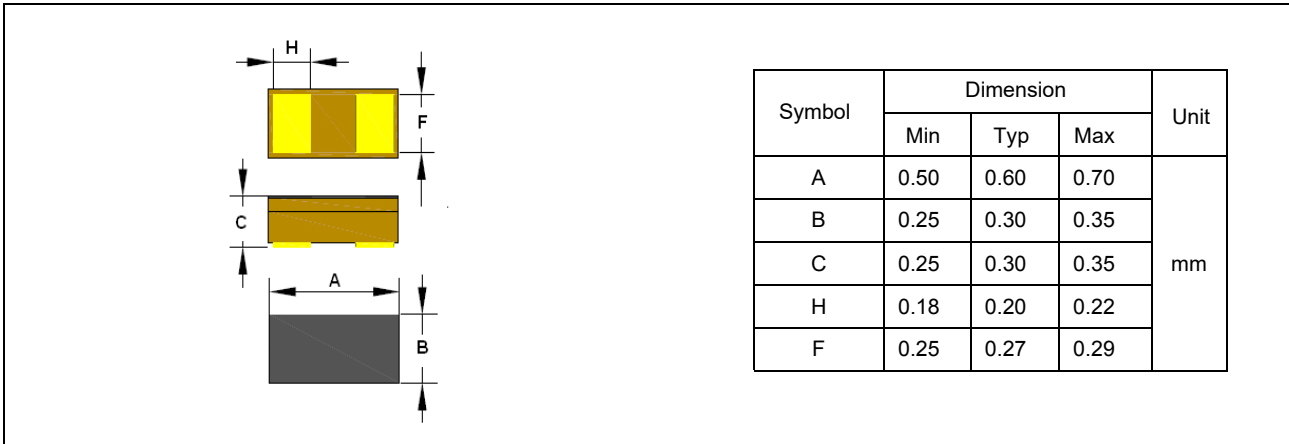 H
F
C
A
B
Symbol Dimension Unit
Min Typ Max
A 0.50 0.60 0.70
B 0.25 0.30 0.35
C 0.25 0.30 0.35 mm
H 0.18 0.20 0.22
F 0.25 0.27 0.29